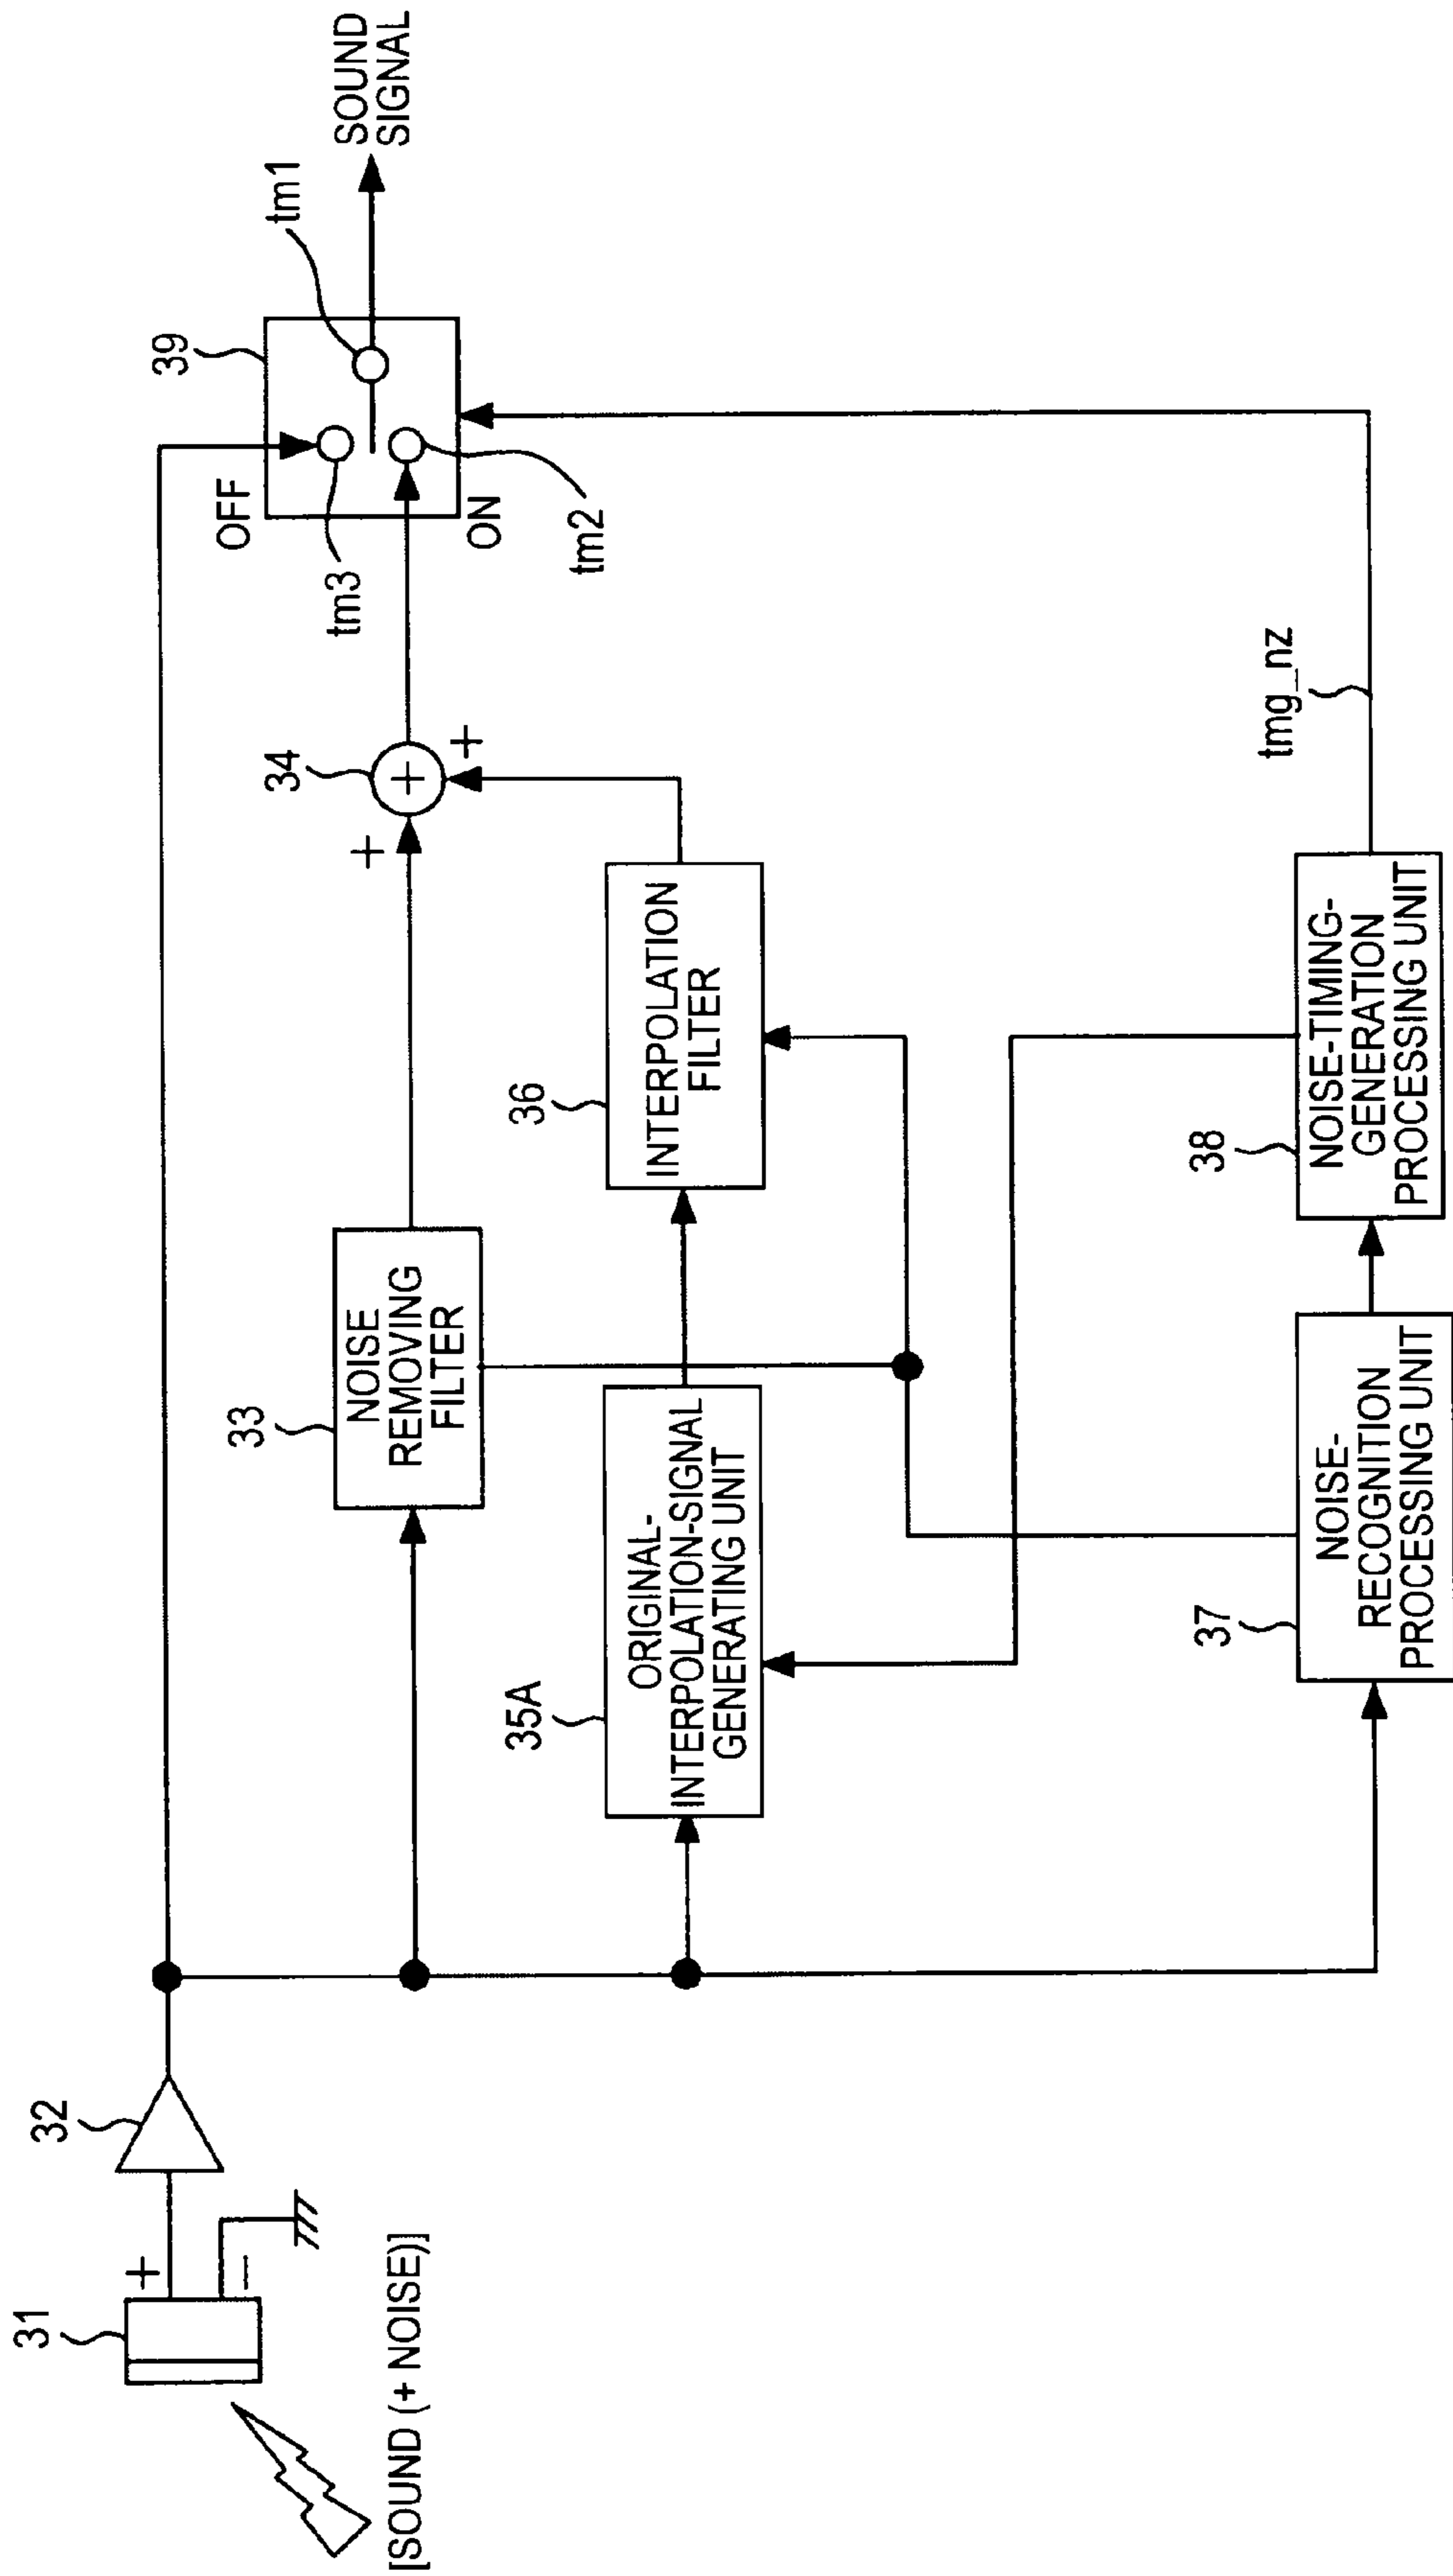 31
+
−
[SOUND (+ NOISE)]
32
33
NOISE
REMOVING
FILTER
35A
ORIGINAL-
INTERPOLATION-SIGNAL
GENERATING UNIT
36
INTERPOLATION
FILTER
37
NOISE-
RECOGNITION
PROCESSING UNIT
38
NOISE-TIMING-
GENERATION
PROCESSING UNIT
tmg_nz
34
+
+
+
39
OFF
ON
tm3
tm2
tm1
SOUND
SIGNAL